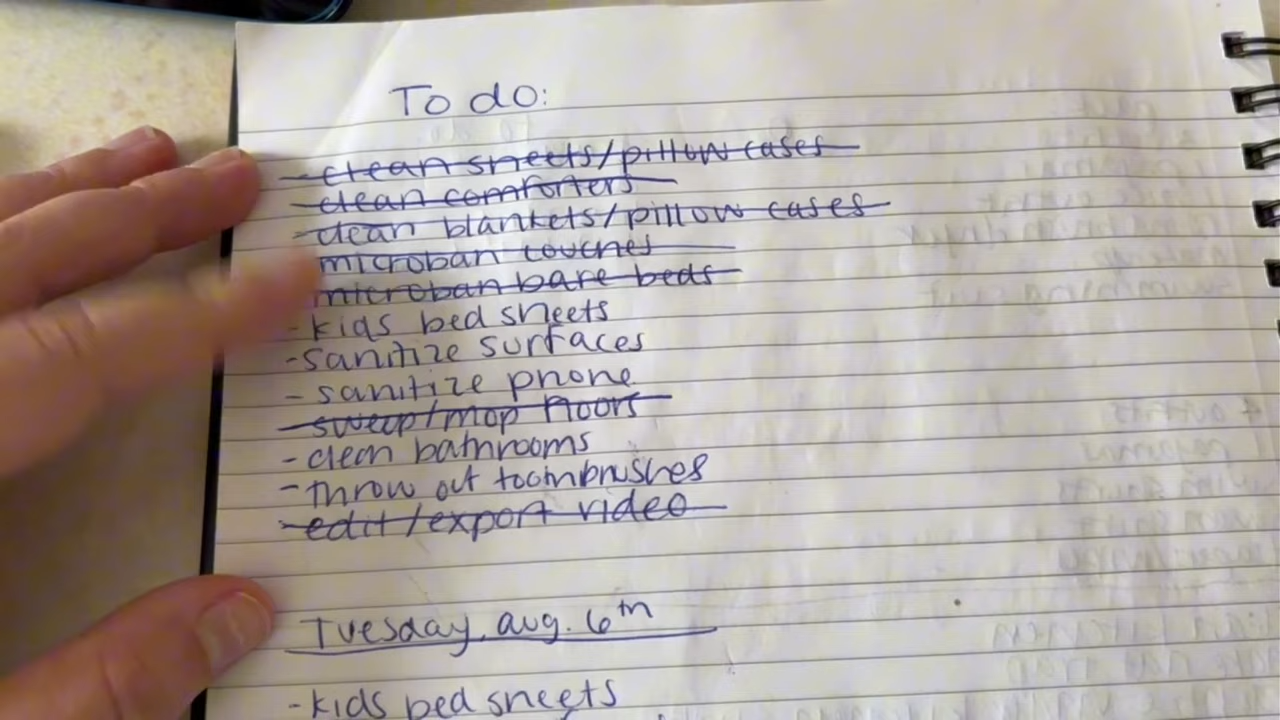 To do:
- clean sheets/pillow cases
- clean comforters
- clean blankets/pillow cases
microban couches
microban bare beds
- kids bed sheets
- sanitize surfaces
- sanitize phone
- sweep/mop floors
- clean bathrooms
- throw out toothbrushes
- edit/export video
Tuesday, aug. 6th
- kids bed sheets